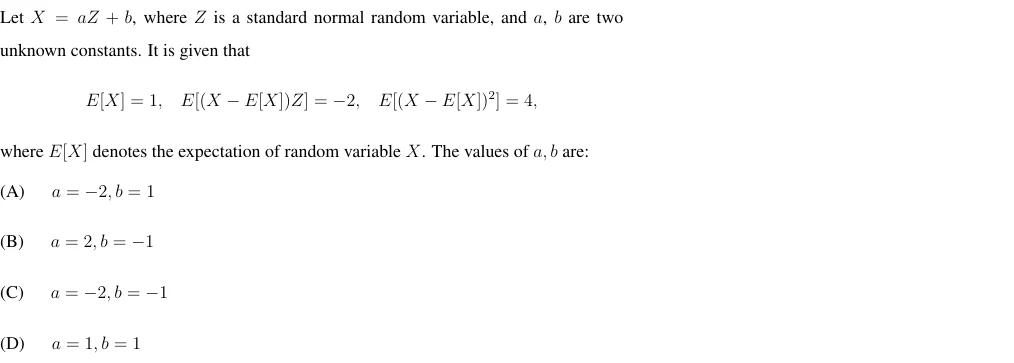 Let X = aZ + b, where Z is a standard normal random variable, and a, b are two
unknown constants. It is given that
E[X] = 1, E[(X − E[X])Z] = −2, E[(X − E[X])²] = 4,
where E[X] denotes the expectation of random variable X. The values of a, b are:
(A) a = −2, b = 1
(B) a = 2, b = −1
(C) a = −2, b = −1
(D) a = 1, b = 1